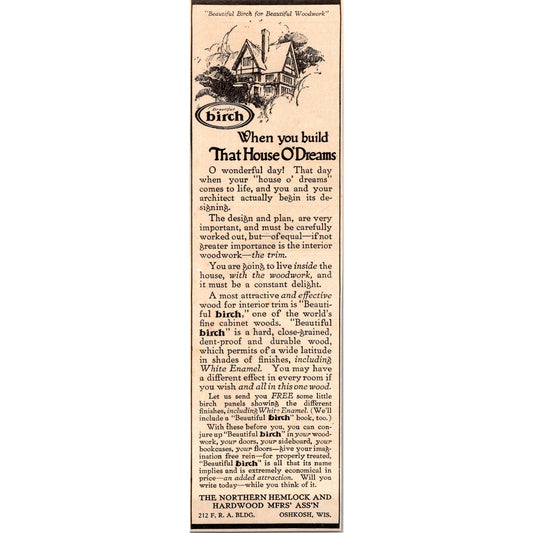 "Beautiful Birch for Beautiful Woodwork"
Beautiful
birch
When you build
That House O'Dreams
O wonderful day! That day
when your "house o' dreams"
comes to life, and you and your
architect actually begin its de-
signing.
The design and plan, are very
important, and must be carefully
worked out, but—of equal—if not
greater importance is the interior
woodwork—the trim.
You are going to live inside the
house, with the woodwork, and
it must be a constant delight.
A most attractive and effective
wood for interior trim is "Beauti-
ful birch," one of the world's
fine cabinet woods. "Beautiful
birch" is a hard, close-grained,
dent-proof and durable wood,
which permits of a wide latitude
in shades of finishes, including
White Enamel. You may have
a different effect in every room if
you wish and all in this one wood.
Let us send you FREE some little
birch panels showing the different
finishes, including White Enamel. (We'll
include a "Beautiful birch" book, too.)
With these before you, you can con-
jure up "Beautiful birch" in your wood-
work, your doors, your sideboard, your
bookcases, your floors—give your imag-
ination free rein—for properly treated,
"Beautiful birch" is all that its name
implies and is extremely economical in
price—an added attraction. Will you
write today—while you think of it.
THE NORTHERN HEMLOCK AND
HARDWOOD MFRS' ASS'N
212 F. R. A. BLDG. OSHKOSH, WIS.